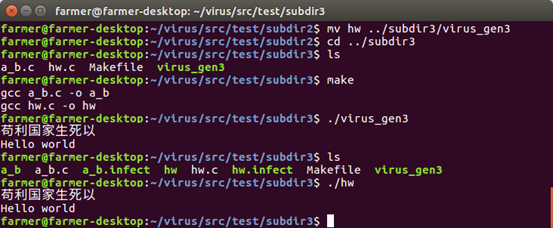 farmer@farmer-desktop: ~/virus/src/test/subdir3
farmer@farmer-desktop:~/virus/src/test/subdir2$ mv hw ../subdir3/virus_gen3
farmer@farmer-desktop:~/virus/src/test/subdir2$ cd ../subdir3
farmer@farmer-desktop:~/virus/src/test/subdir3$ ls
a_b.c hw.c Makefile virus_gen3
farmer@farmer-desktop:~/virus/src/test/subdir3$ make
gcc a_b.c -o a_b
gcc hw.c -o hw
farmer@farmer-desktop:~/virus/src/test/subdir3$ ./virus_gen3
苟利国家生死以
Hello world
farmer@farmer-desktop:~/virus/src/test/subdir3$ ls
a_b a_b.c a_b.infect hw hw.c hw.infect Makefile virus_gen3
farmer@farmer-desktop:~/virus/src/test/subdir3$ ./hw
苟利国家生死以
Hello world
farmer@farmer-desktop:~/virus/src/test/subdir3$